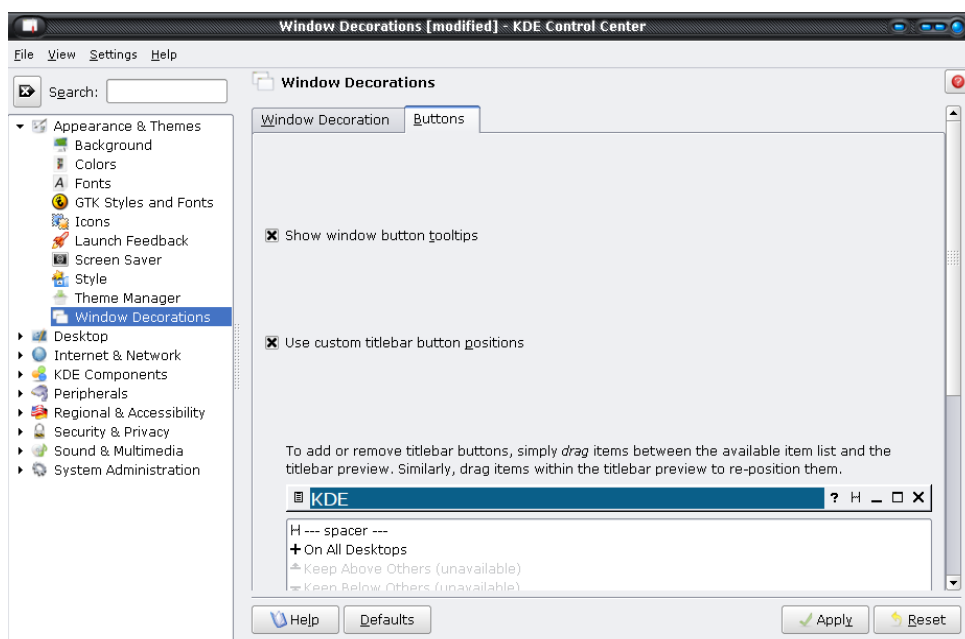 Window Decorations [modified] - KDE Control Center
File View Settings Help
Search:
Window Decorations
Window Decoration Buttons
Appearance & Themes
Background
Colors
Fonts
GTK Styles and Fonts
Icons
Launch Feedback
Screen Saver
Style
Theme Manager
Window Decorations
Desktop
Internet & Network
KDE Components
Peripherals
Regional & Accessibility
Security & Privacy
Sound & Multimedia
System Administration
Show window button tooltips
Use custom titlebar button positions
To add or remove titlebar buttons, simply drag items between the available item list and the
titlebar preview. Similarly, drag items within the titlebar preview to re-position them.
KDE ? H
H --- spacer ---
On All Desktops
Keep Above Others (unavailable)
Keep Below Others (unavailable)
Help Defaults Apply Reset